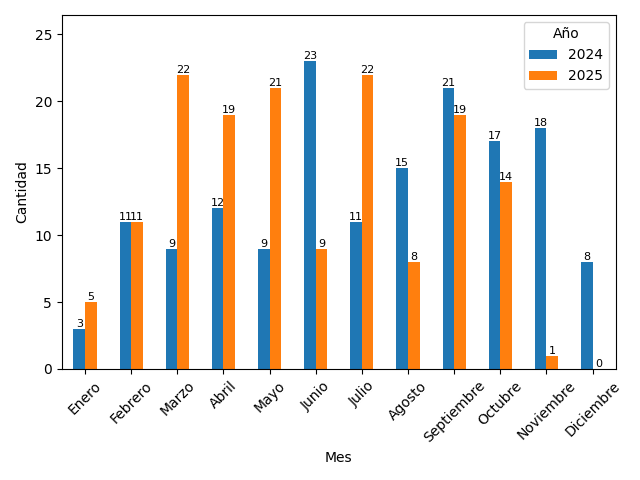 Año
2024
2025
Cantidad
25
20
15
10
5
0
3 11 9 12 9 23 11 15 21 17 18 8
5 11 22 19 21 9 22 8 19 14 1 0
Enero Febrero Marzo Abril Mayo Junio Julio Agosto Septiembre Octubre Noviembre Diciembre
Mes